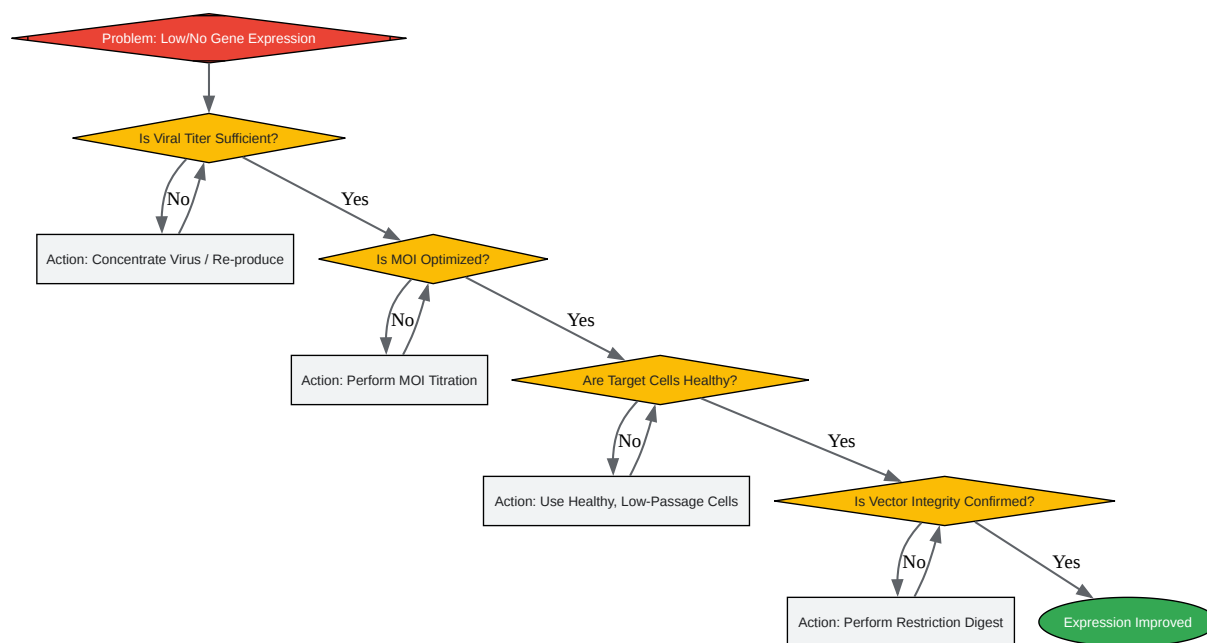 Problem: Low/No Gene Expression
Is Viral Titer Sufficient?
No
Yes
Action: Concentrate Virus / Re-produce
Is MOI Optimized?
No
Yes
Action: Perform MOI Titration
Are Target Cells Healthy?
No
Yes
Action: Use Healthy, Low-Passage Cells
Is Vector Integrity Confirmed?
No
Yes
Action: Perform Restriction Digest
Expression Improved